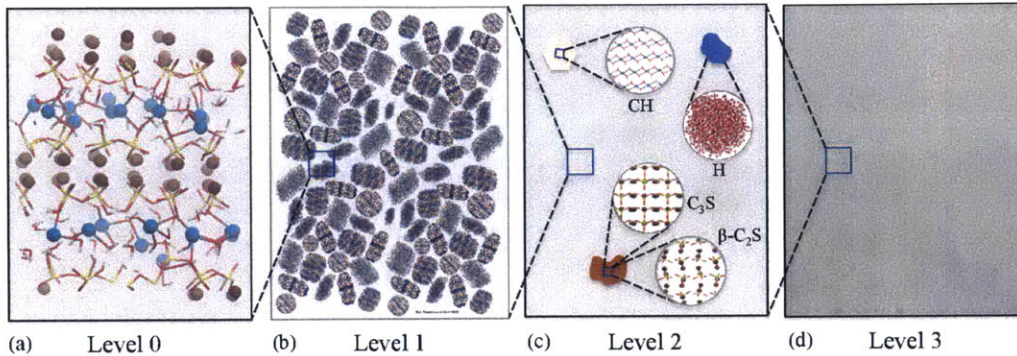 CH
H
C₃S
β-C₂S
(a) Level 0
(b) Level 1
(c) Level 2
(d) Level 3